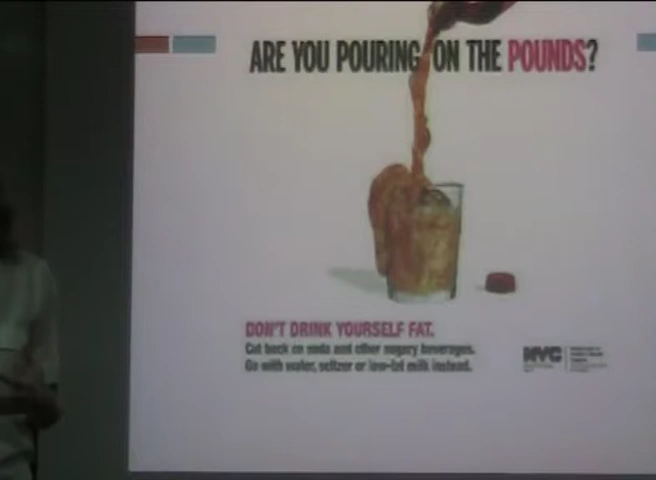 ARE YOU POURING ON THE POUNDS?
DON'T DRINK YOURSELF FAT.
Cut back on soda and other sugary beverages.
Go with water, seltzer or low-fat milk instead.
NYC